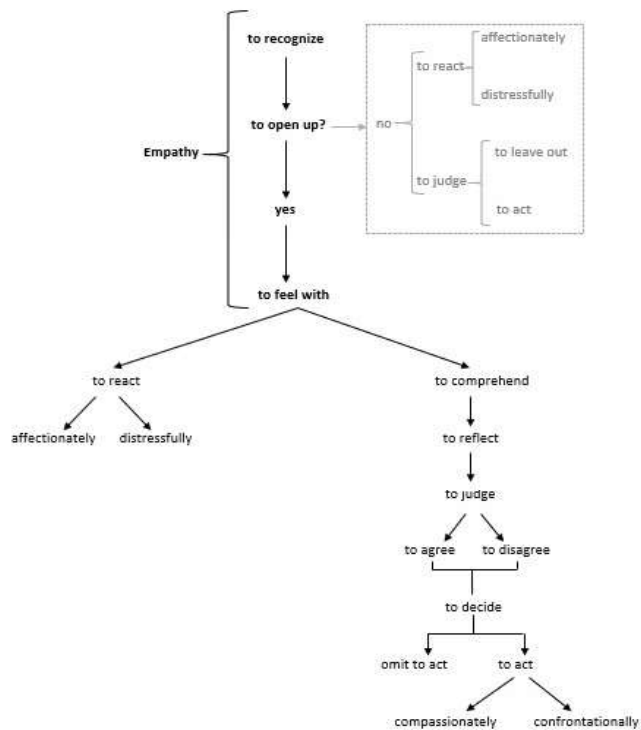 to recognize
affectionately
to react
distressfully
to open up?
no
Empathy
to leave out
to judge
to act
yes
to feel with
to react
to comprehend
affectionately
distressfully
to reflect
to judge
to agree
to disagree
to decide
omit to act
to act
compassionately
confrontationally